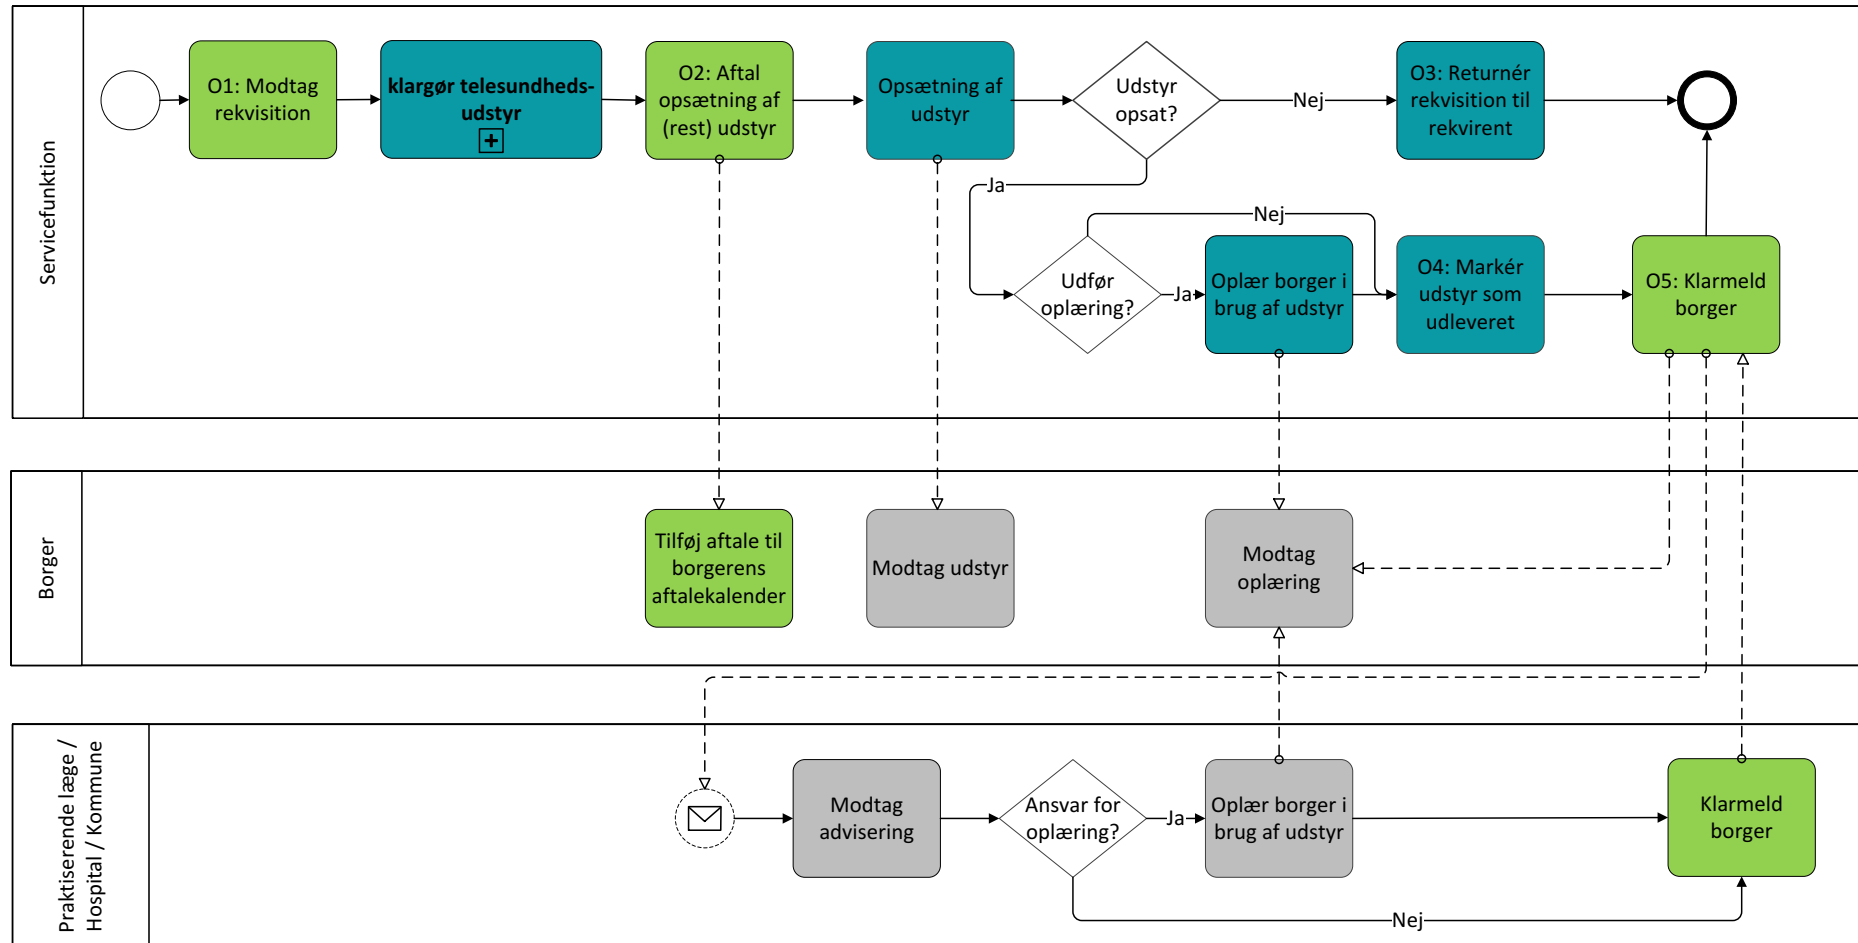 Servicefunktion
O1: Modtag
rekvisition
klargør telesundheds-
udstyr
O2: Aftal
opsætning af
(rest) udstyr
Opsætning af
udstyr
Udstyr
opsat?
Nej
O3: Returnér
rekvisition til
rekvirent
Ja
Nej
Udfør
oplæring?
Ja
Oplær borger i
brug af udstyr
O4: Markér
udstyr som
udleveret
O5: Klarmeld
borger
Borger
Tilføj aftale til
borgerens
aftalekalender
Modtag udstyr
Modtag
oplæring
Praktiserende læge /
Hospital / Kommune
Modtag
advisering
Ansvar for
oplæring?
Ja
Oplær borger i
brug af udstyr
Klarmeld
borger
Nej